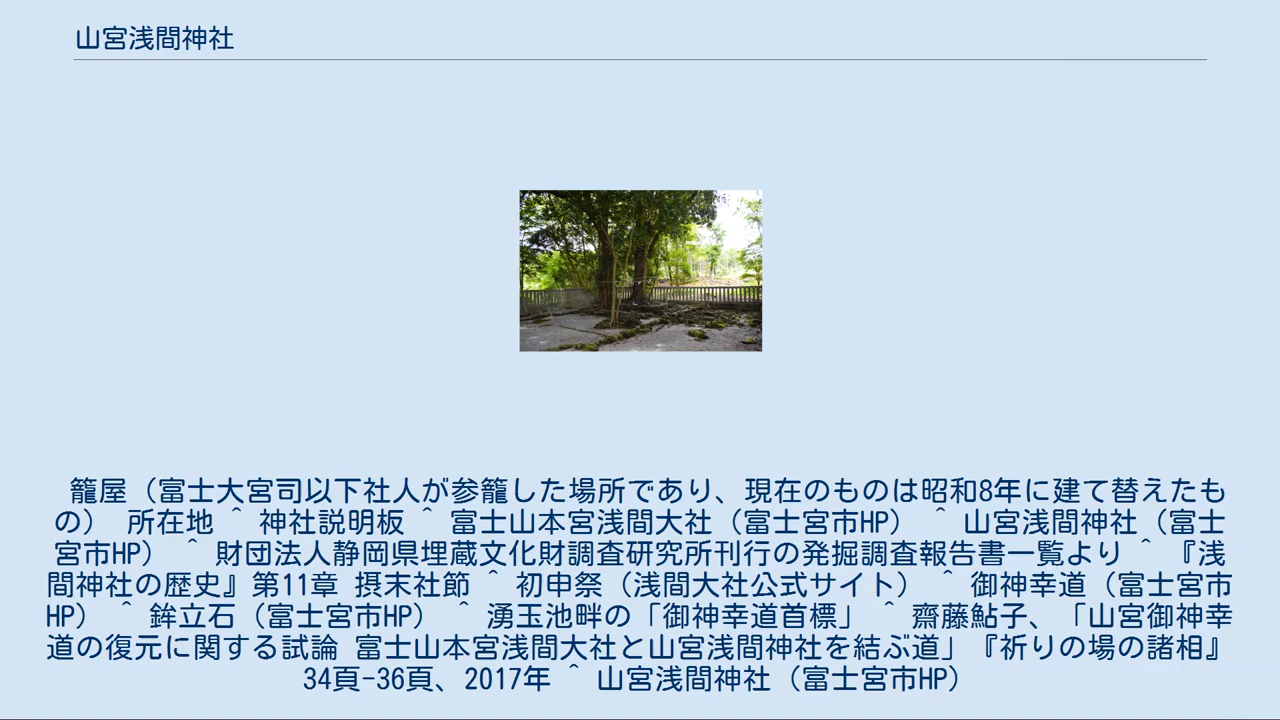 山宮浅間神社
籠屋（富士大宮司以下社人が参籠した場所であり、現在のものは昭和8年に建て替えたも
の） 所在地 ^ 神社説明板 ^ 富士山本宮浅間大社（富士宮市HP） ^ 山宮浅間神社（富士
宮市HP） ^ 財団法人静岡県埋蔵文化財調査研究所刊行の発掘調査報告書一覧より ^ 『浅
間神社の歴史』第11章 摂末社節 ^ 初申祭（浅間大社公式サイト） ^ 御神幸道（富士宮市
HP） ^ 鉾立石（富士宮市HP） ^ 湧玉池畔の「御神幸道首標」 ^ 齋藤鮎子、「山宮御神幸
道の復元に関する試論 富士山本宮浅間大社と山宮浅間神社を結ぶ道」『祈りの場の諸相』
34頁-36頁、2017年 ^ 山宮浅間神社（富士宮市HP）